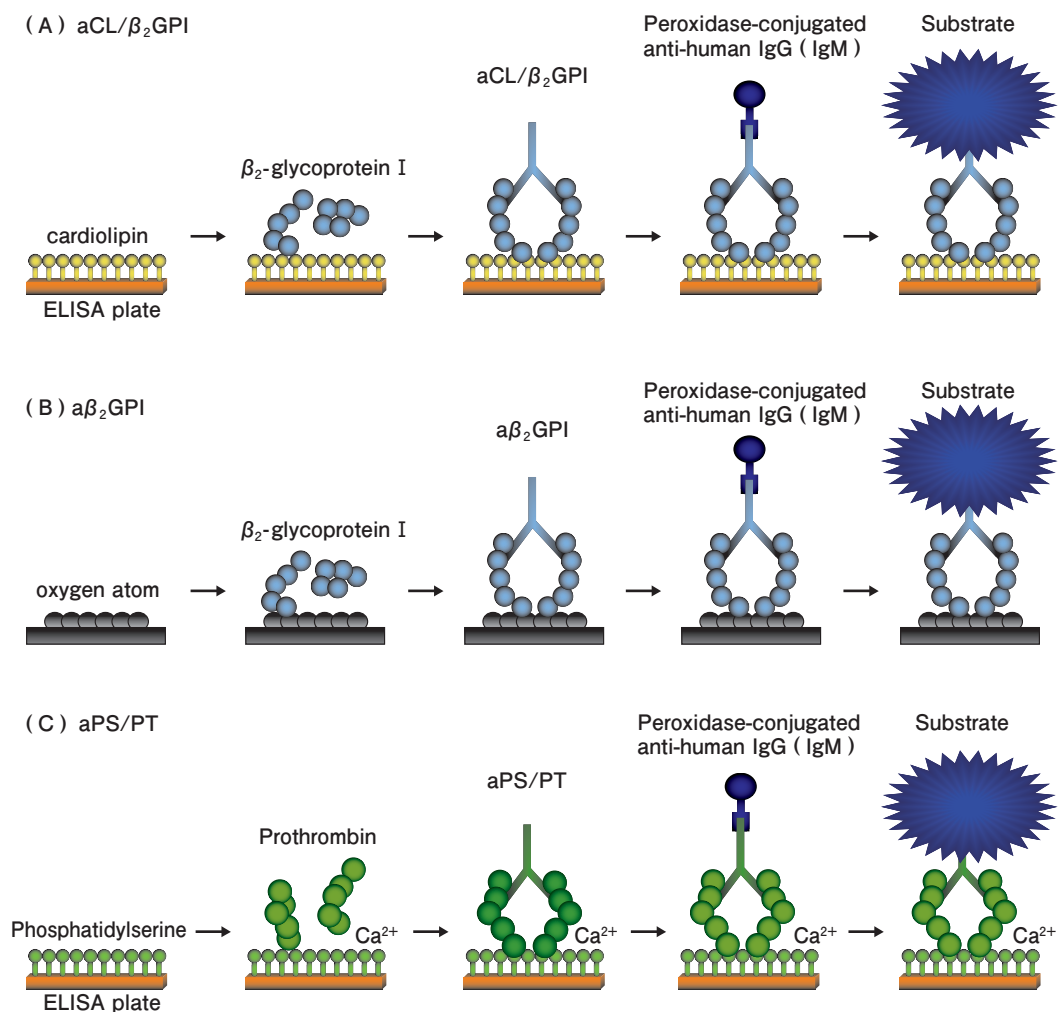 ( A ) aCL/β₂GPI
Peroxidase-conjugated
anti-human IgG ( IgM )
Substrate
aCL/β₂GPI
β₂-glycoprotein I
cardiolipin
ELISA plate
( B ) aβ₂GPI
Peroxidase-conjugated
anti-human IgG ( IgM )
Substrate
aβ₂GPI
β₂-glycoprotein I
oxygen atom
( C ) aPS/PT
Peroxidase-conjugated
anti-human IgG ( IgM )
Substrate
aPS/PT
Prothrombin
Phosphatidylserine
Ca²⁺
Ca²⁺
Ca²⁺
Ca²⁺
ELISA plate